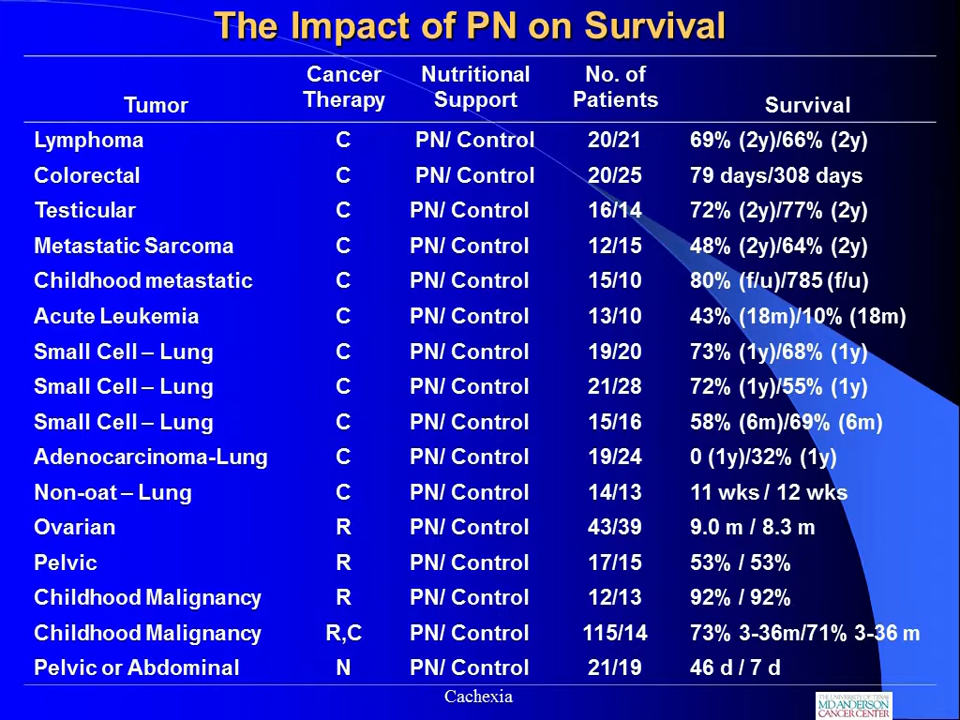 The Impact of PN on Survival
Tumor Cancer Therapy Nutritional Support No. of Patients Survival
Lymphoma C PN/ Control 20/21 69% (2y)/66% (2y)
Colorectal C PN/ Control 20/25 79 days/308 days
Testicular C PN/ Control 16/14 72% (2y)/77% (2y)
Metastatic Sarcoma C PN/ Control 12/15 48% (2y)/64% (2y)
Childhood metastatic C PN/ Control 15/10 80% (f/u)/785 (f/u)
Acute Leukemia C PN/ Control 13/10 43% (18m)/10% (18m)
Small Cell – Lung C PN/ Control 19/20 73% (1y)/68% (1y)
Small Cell – Lung C PN/ Control 21/28 72% (1y)/55% (1y)
Small Cell – Lung C PN/ Control 15/16 58% (6m)/69% (6m)
Adenocarcinoma-Lung C PN/ Control 19/24 0 (1y)/32% (1y)
Non-oat – Lung C PN/ Control 14/13 11 wks / 12 wks
Ovarian R PN/ Control 43/39 9.0 m / 8.3 m
Pelvic R PN/ Control 17/15 53% / 53%
Childhood Malignancy R PN/ Control 12/13 92% / 92%
Childhood Malignancy R,C PN/ Control 115/14 73% 3-36m/71% 3-36 m
Pelvic or Abdominal N PN/ Control 21/19 46 d / 7 d
Cachexia
THE UNIVERSITY OF TEXAS
MD ANDERSON
CANCER CENTER